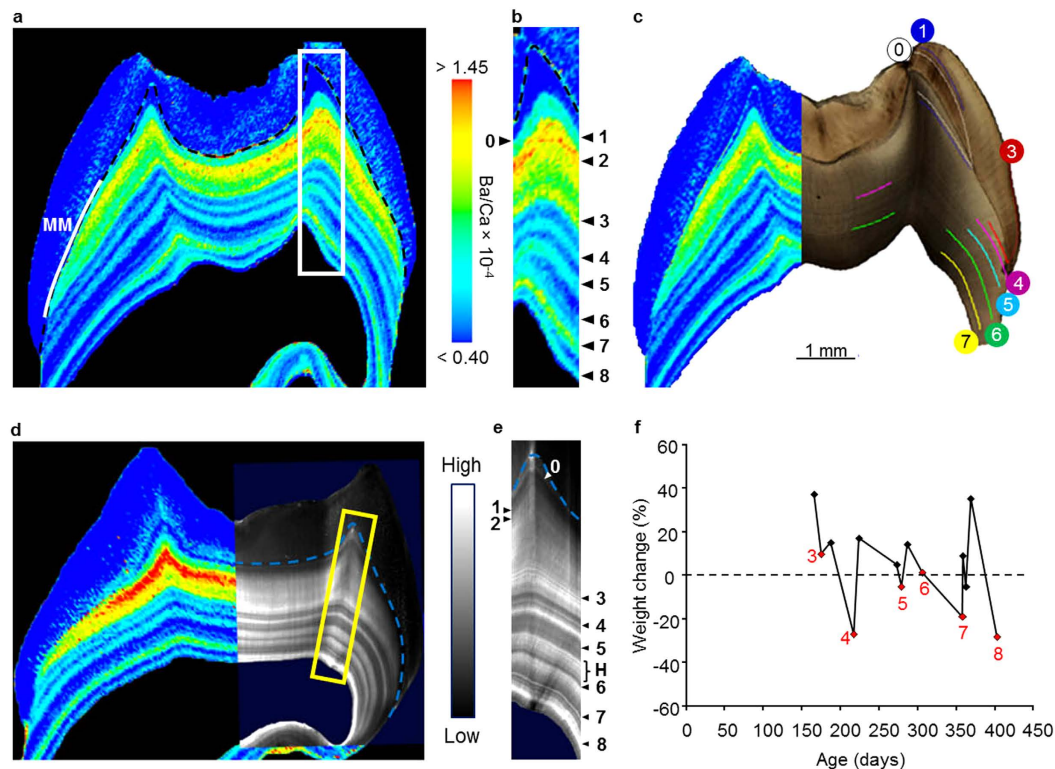 a
b
c
> 1.45
Ba/Ca × 10⁻⁴
< 0.40
MM
0
1
2
3
4
5
6
7
8
0
1
3
4
5
6
7
1 mm
d
e
f
High
Low
0
1
2
3
4
5
H
6
7
8
Weight change (%)
60
40
20
0
-20
-40
-60
3
4
5
6
7
8
0 50 100 150 200 250 300 350 400 450
Age (days)